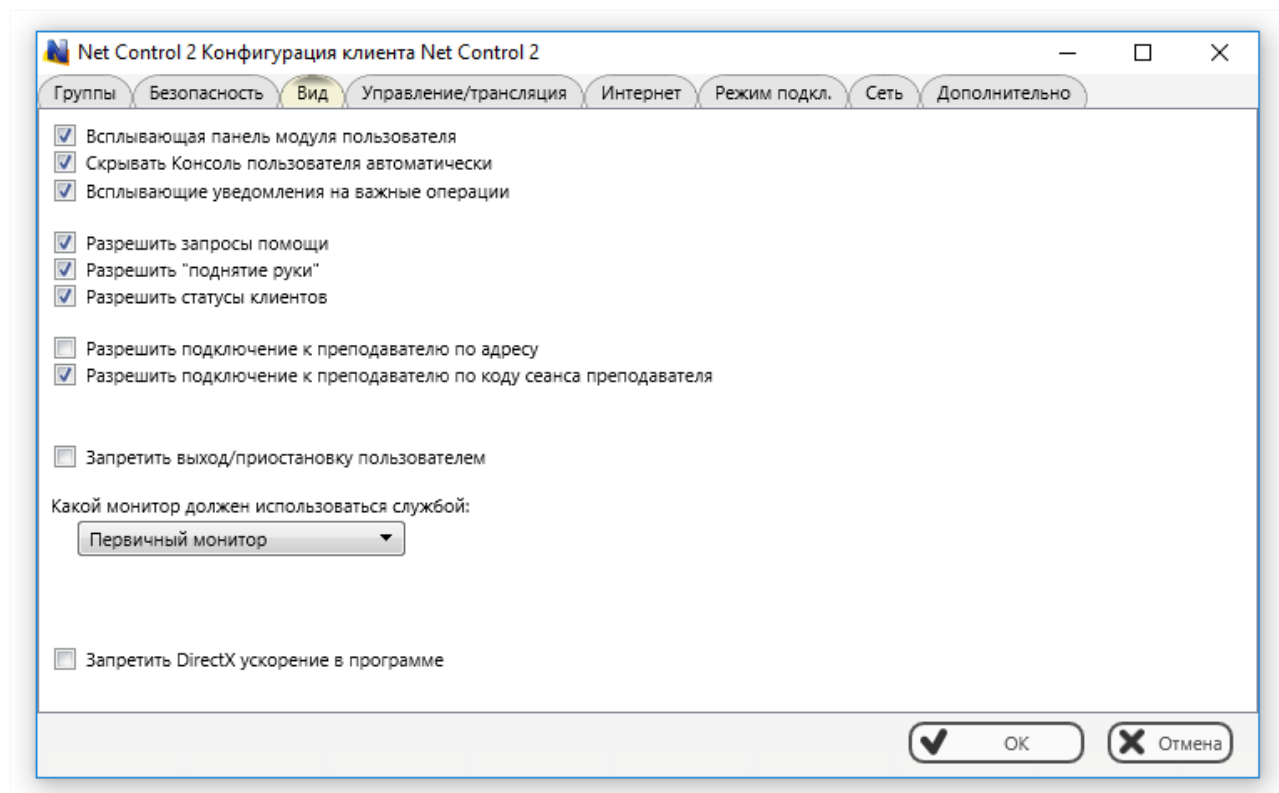 Net Control 2 Конфигурация клиента Net Control 2
Группы Безопасность Вид Управление/трансляция Интернет Режим подкл. Сеть Дополнительно
Всплывающая панель модуля пользователя
Скрывать Консоль пользователя автоматически
Всплывающие уведомления на важные операции
Разрешить запросы помощи
Разрешить "поднятие руки"
Разрешить статусы клиентов
Разрешить подключение к преподавателю по адресу
Разрешить подключение к преподавателю по коду сеанса преподавателя
Запретить выход/приостановку пользователем
Какой монитор должен использоваться службой:
Первичный монитор
Запретить DirectX ускорение в программе
ОК Отмена